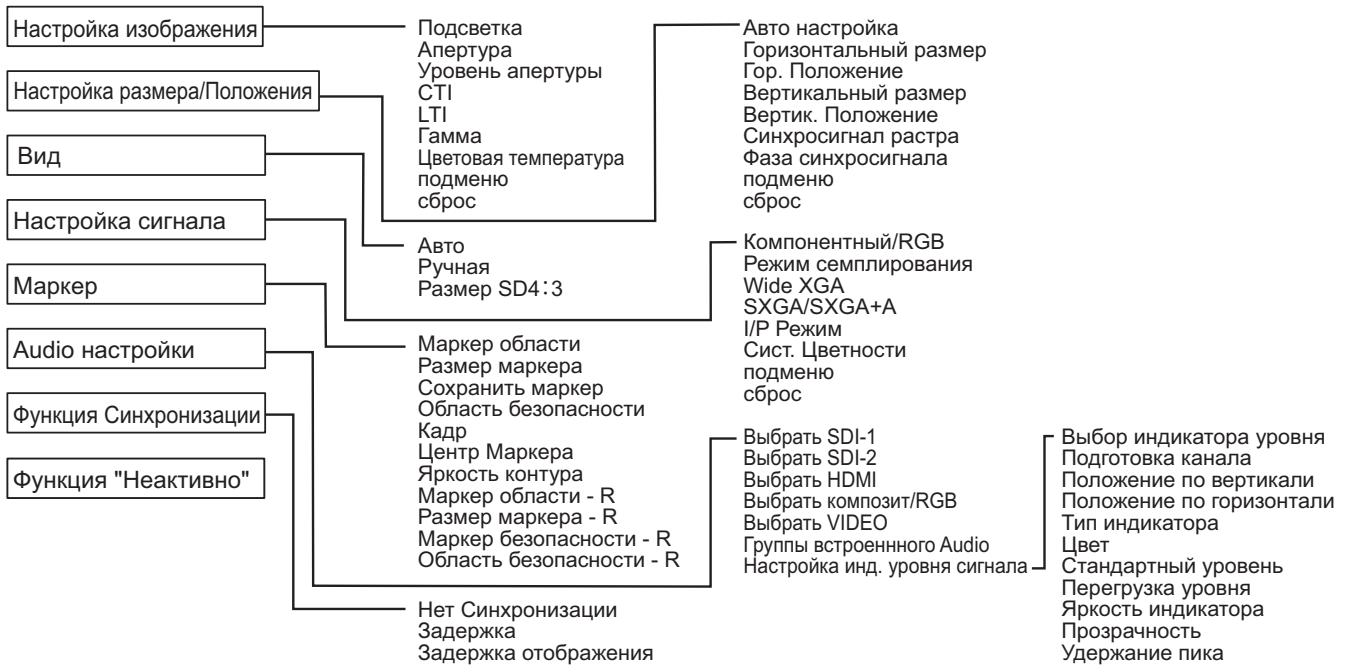 Настройка изображения
Настройка размера/Положения
Вид
Настройка сигнала
Маркер
Audio настройки
Функция Синхронизации
Функция "Неактивно"
Подсветка
Апертура
Уровень апертуры
CTI
LTI
Гамма
Цветовая температура
подменю
сброс
Авто
Ручная
Размер SD4:3
Маркер области
Размер маркера
Сохранить маркер
Область безопасности
Кадр
Центр Маркера
Яркость контура
Маркер области - R
Размер маркера - R
Маркер безопасности - R
Область безопасности - R
Нет Синхронизации
Задержка
Задержка отображения
Авто настройка
Горизонтальный размер
Гор. Положение
Вертикальный размер
Вертик. Положение
Синхросигнал растра
Фаза синхросигнала
подменю
сброс
Компонентный/RGB
Режим семплирования
Wide XGA
SXGA/SXGA+A
I/P Режим
Сист. Цветности
подменю
сброс
Выбрать SDI-1
Выбрать SDI-2
Выбрать HDMI
Выбрать композит/RGB
Выбрать VIDEO
Группы встроеннного Audio
Настройка инд. уровня сигнала
Выбор индикатора уровня
Подготовка канала
Положение по вертикали
Положение по горизонтали
Тип индикатора
Цвет
Стандартный уровень
Перегрузка уровня
Яркость индикатора
Прозрачность
Удержание пика